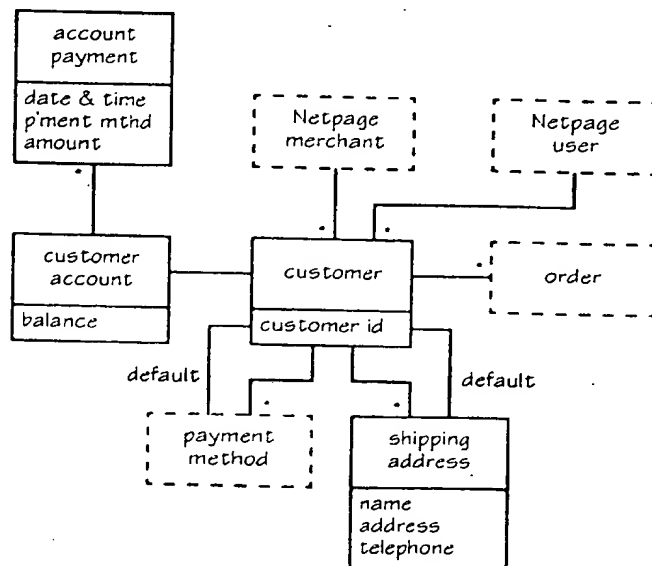 account
payment
date & time
p'ment mthd
amount
Netpage
merchant
Netpage
user
customer
account
balance
customer
customer id
order
default
default
payment
method
shipping
address
name
address
telephone